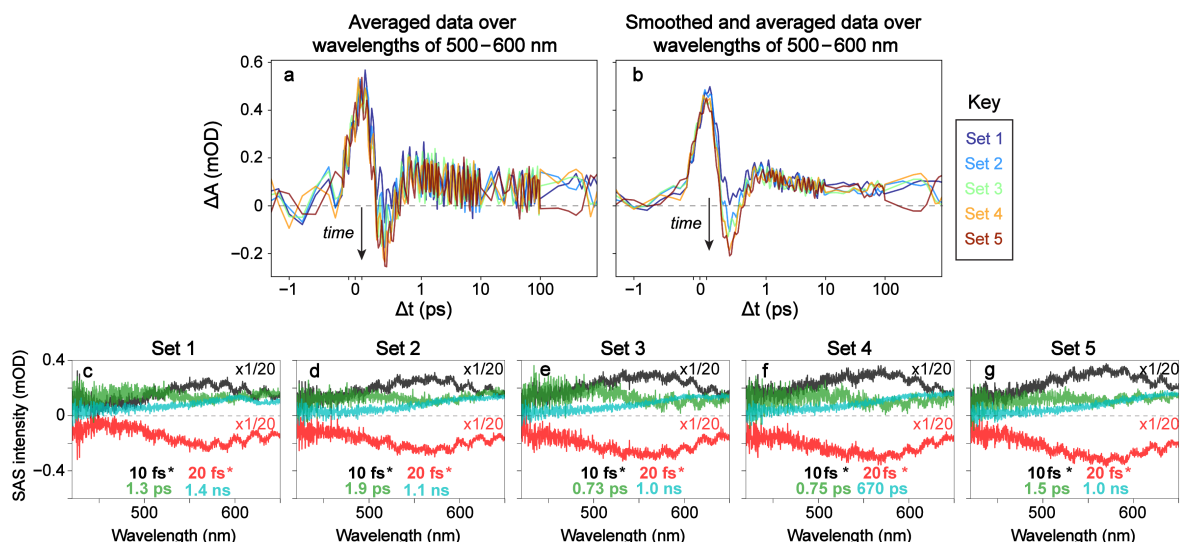 Averaged data over
wavelengths of 500–600 nm
Smoothed and averaged data over
wavelengths of 500–600 nm
a
b
0.6
0.4
0.2
0
−0.2
ΔA (mOD)
time
time
−1
0
1
10
100
−1
0
1
10
100
Δt (ps)
Δt (ps)
Key
Set 1
Set 2
Set 3
Set 4
Set 5
Set 1
Set 2
Set 3
Set 4
Set 5
SAS intensity (mOD)
0.4
0
−0.4
c
x1/20
x1/20
10 fs* 20 fs*
1.3 ps 1.4 ns
500 600
Wavelength (nm)
d
x1/20
x1/20
10 fs* 20 fs*
1.9 ps 1.1 ns
500 600
Wavelength (nm)
e
x1/20
x1/20
10 fs* 20 fs*
0.73 ps 1.0 ns
500 600
Wavelength (nm)
f
x1/20
x1/20
10fs* 20fs*
0.75 ps 670 ps
500 600
Wavelength (nm)
g
x1/20
x1/20
10 fs* 20 fs*
1.5 ps 1.0 ns
500 600
Wavelength (nm)